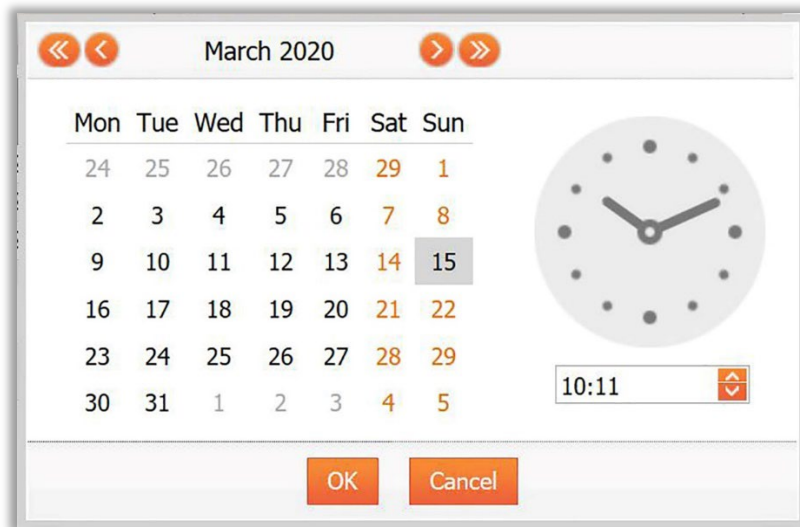 March 2020
Mon Tue Wed Thu Fri Sat Sun
24 25 26 27 28 29 1
2 3 4 5 6 7 8
9 10 11 12 13 14 15
16 17 18 19 20 21 22
23 24 25 26 27 28 29
30 31 1 2 3 4 5
10:11
OK Cancel